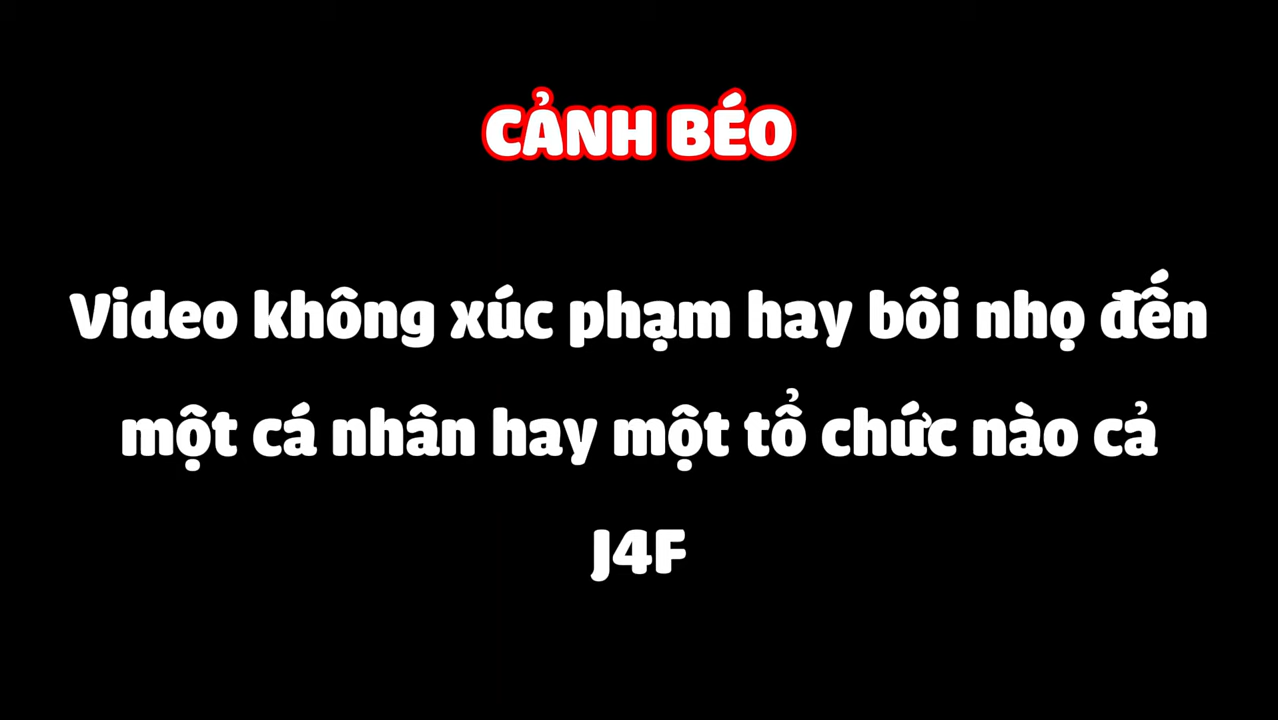 CẢNH BÉO
Video không xúc phạm hay bôi nhọ đến
một cá nhân hay một tổ chức nào cả
J4F